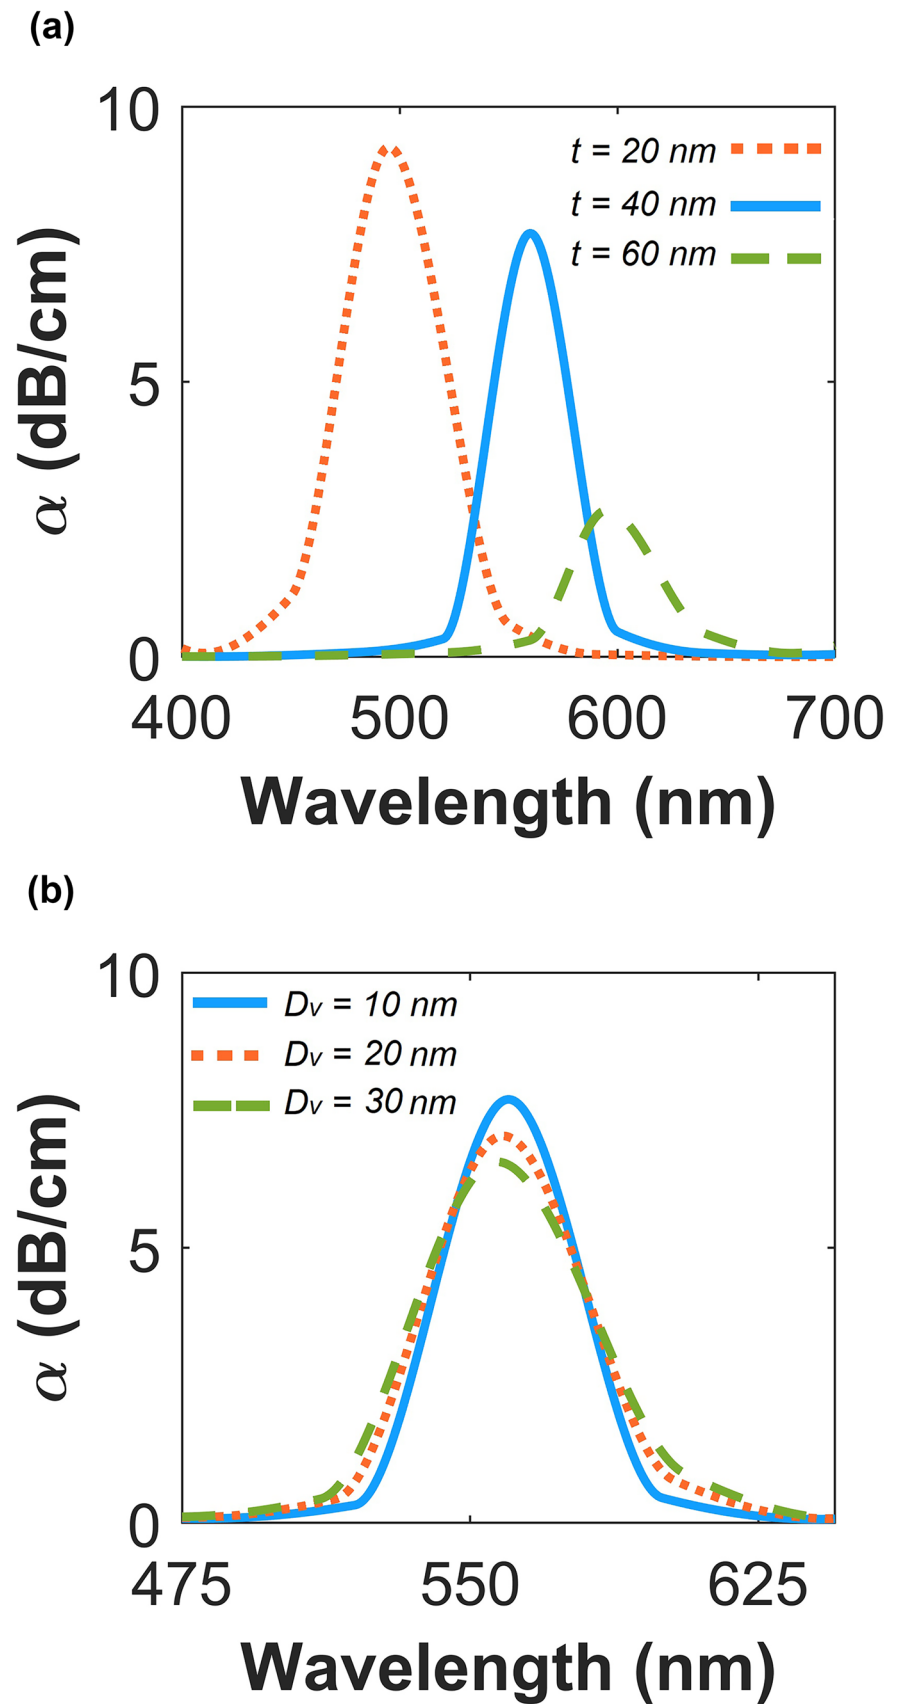 (a)
10
t = 20 nm
t = 40 nm
t = 60 nm
α (dB/cm)
5
0
400 500 600 700
Wavelength (nm)
(b)
10
Dv = 10 nm
Dv = 20 nm
Dv = 30 nm
α (dB/cm)
5
0
475 550 625
Wavelength (nm)